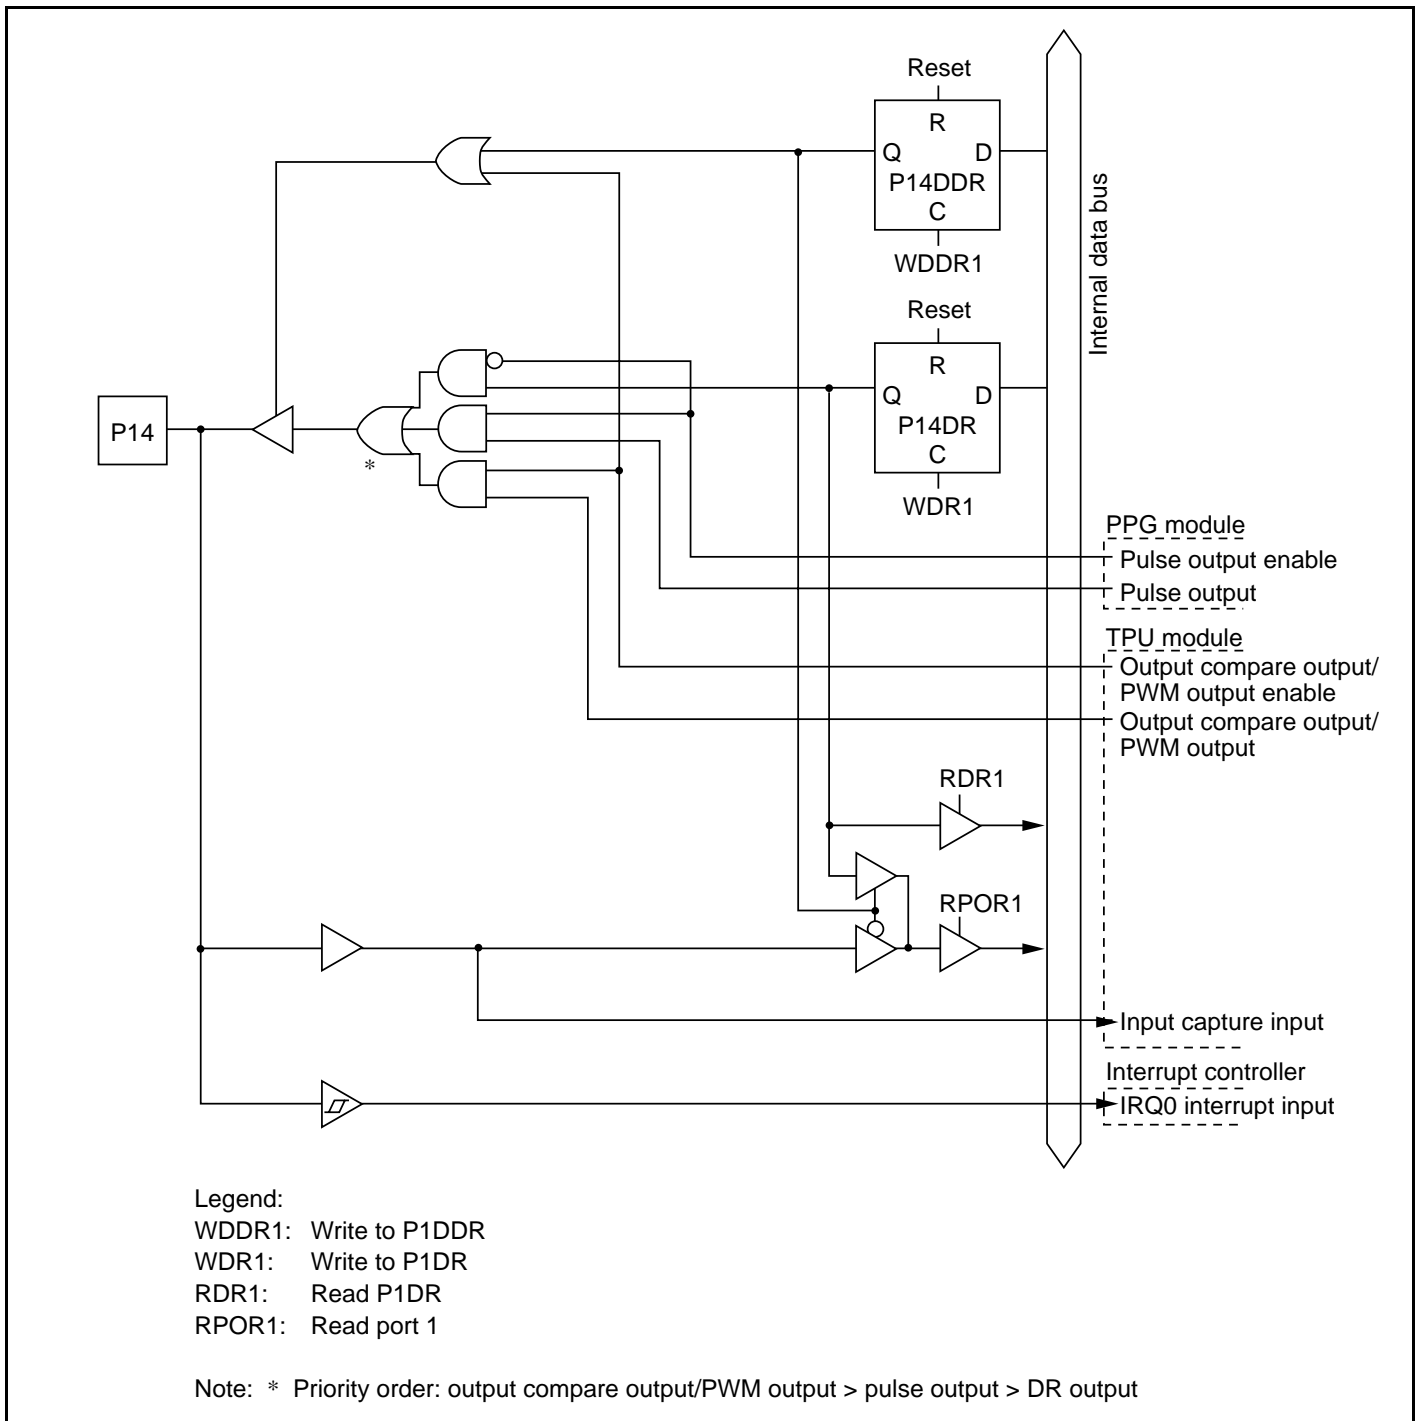 Reset
R
Q D
P14DDR
C
WDDR1
Internal data bus
Reset
R
Q D
P14DR
C
WDR1
P14
*
PPG module
Pulse output enable
Pulse output
TPU module
Output compare output/
PWM output enable
Output compare output/
PWM output
RDR1
RPOR1
Input capture input
Interrupt controller
IRQ0 interrupt input
Legend:
WDDR1: Write to P1DDR
WDR1: Write to P1DR
RDR1: Read P1DR
RPOR1: Read port 1
Note: * Priority order: output compare output/PWM output > pulse output > DR output